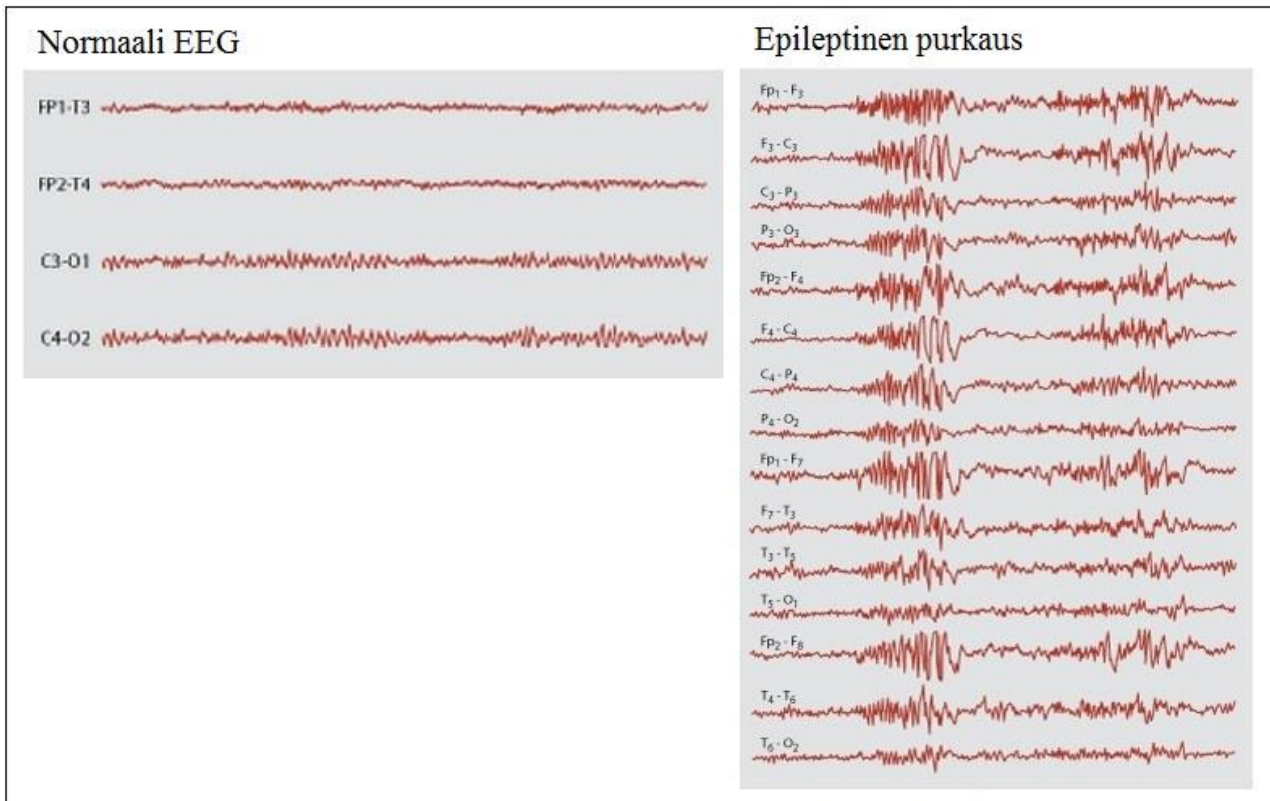 Normaali EEG
FP1-T3
FP2-T4
C3-O1
C4-O2
Epileptinen purkaus
Fp1 - F3
F3 - C3
C3 - P3
P3 - O3
Fp2 - F4
F4 - C4
C4 - P4
P4 - O2
Fp1 - F7
F7 - T3
T3 - T5
T5 - O1
Fp2 - F8
T4 - T6
T6 - O2